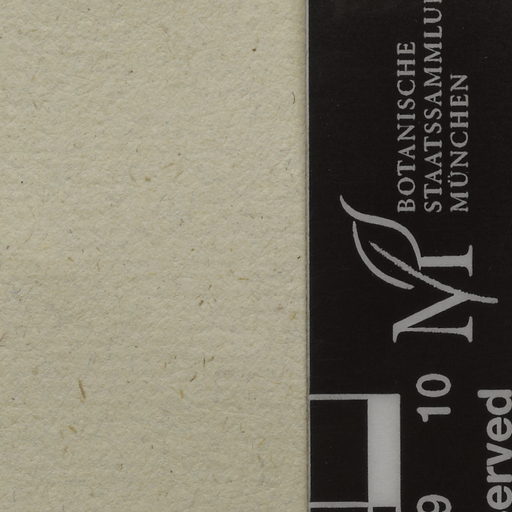 BOTANISCHE
STAATSSAMMLU
MÜNCHEN
M
9 10
erved